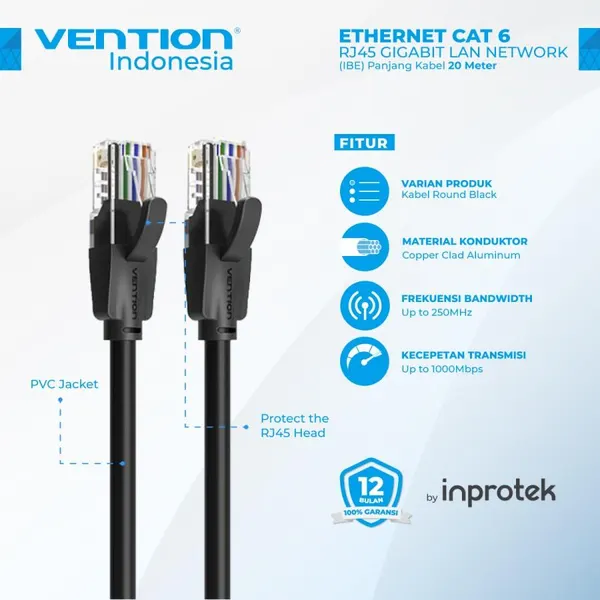 VENTION®
Indonesia
ETHERNET CAT 6
RJ45 GIGABIT LAN NETWORK
(IBE) Panjang Kabel 20 Meter
FITUR
VARIAN PRODUK
Kabel Round Black
MATERIAL KONDUKTOR
Copper Clad Aluminum
FREKUENSI BANDWIDTH
Up to 250MHz
KECEPETAN TRANSMISI
Up to 1000Mbps
VENTION
VENTION
PVC Jacket
Protect the
RJ45 Head
12
BULAN
100% GARANSI
by inprotek